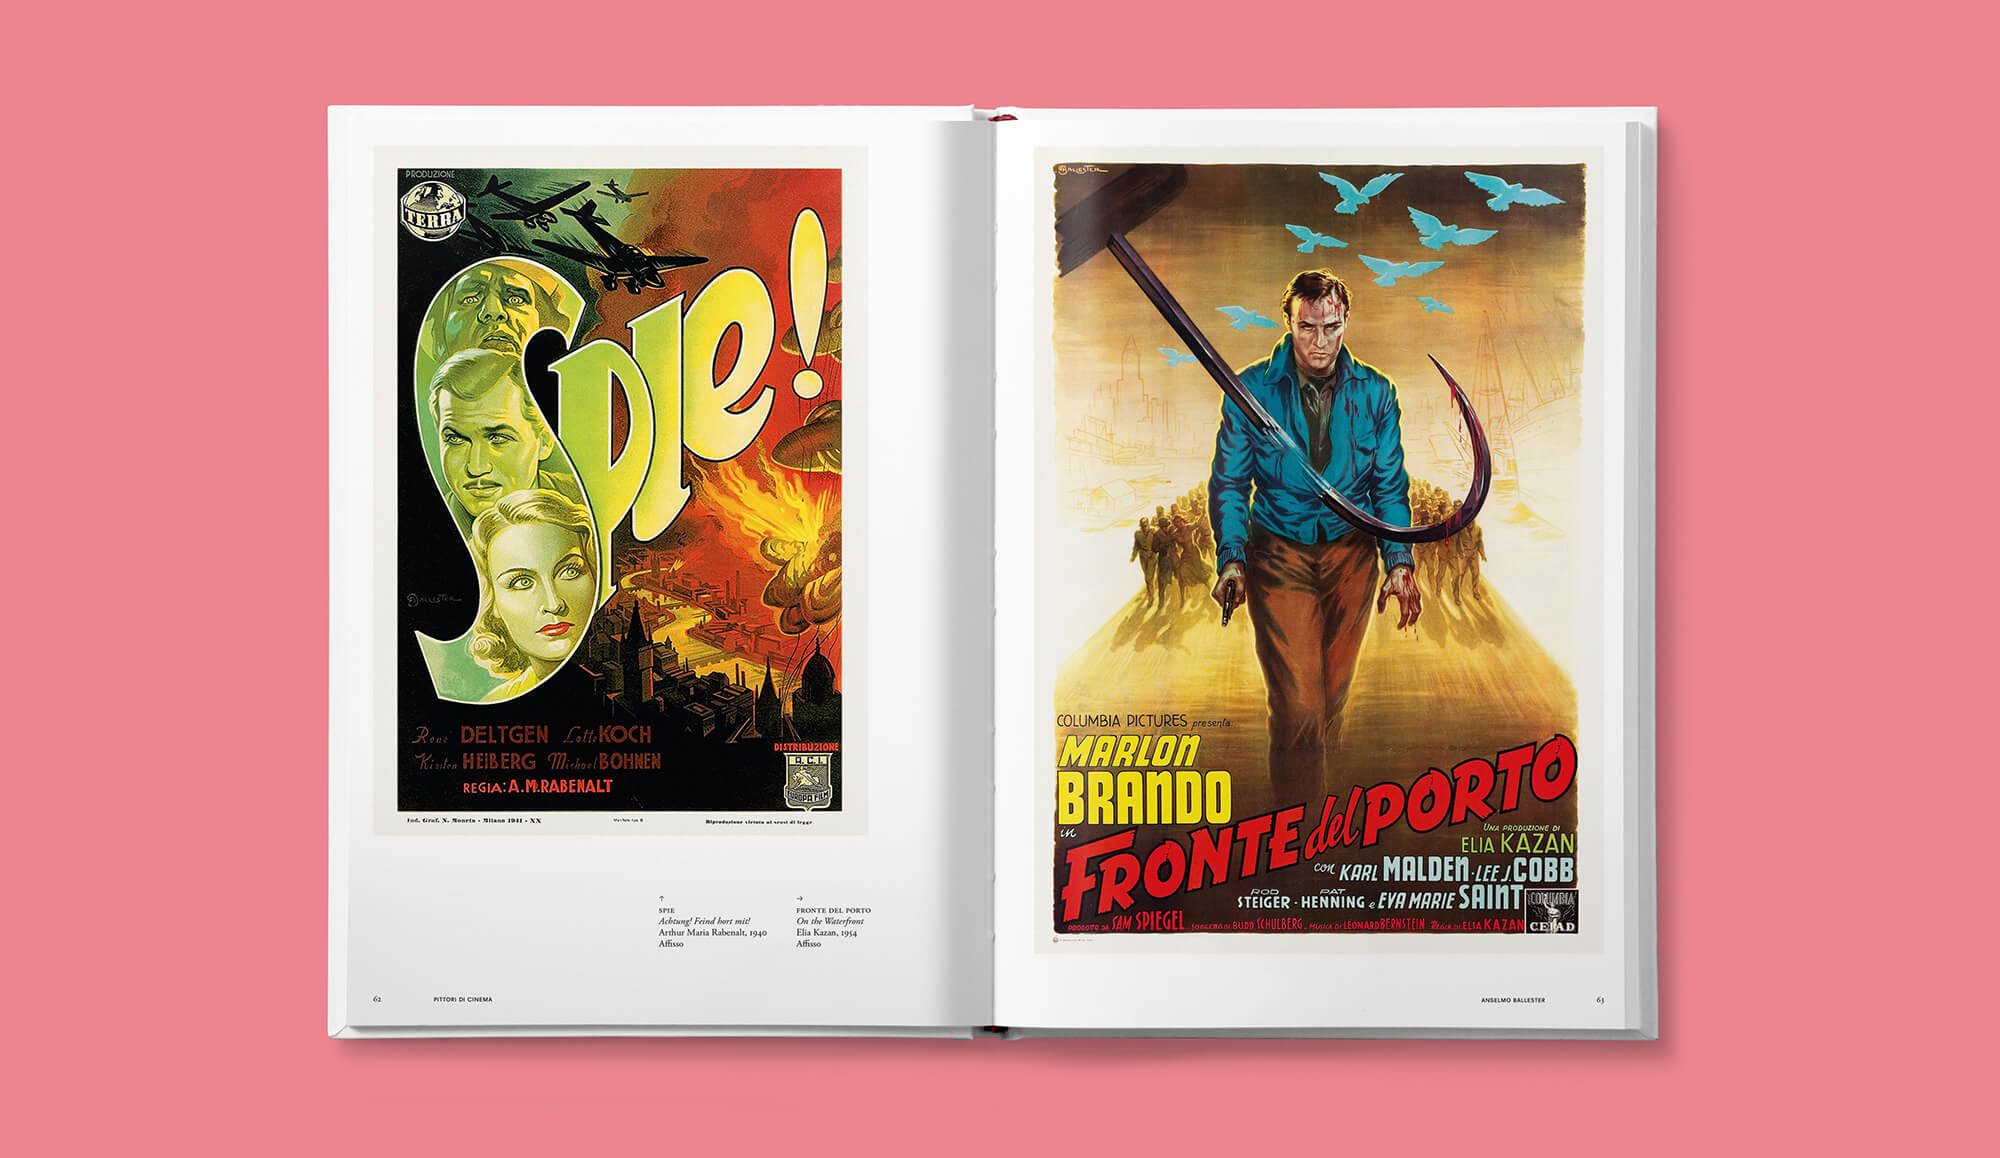 PRODUZIONE
TERRA
Spie!
BALLESTER
René DELTGEN Lotte KOCH
Kirsten HEIBERG Michael BOHNEN
REGIA: A.M. RABENALT
DISTRIBUZIONE
A.C.I.
EUROPA FILM
Ind. Graf. N. Moneta - Milano 1941 - XX
Riproduzione vietata ai sensi di legge
↑
SPIE
Achtung! Feind hort mit!
Arthur Maria Rabenalt, 1940
Affisso
→
FRONTE DEL PORTO
On the Waterfront
Elia Kazan, 1954
Affisso
62
PITTORI DI CINEMA
BALLESTER
COLUMBIA PICTURES presenta
MARLON
BRANDO
in
FRONTE del PORTO
UNA PRODUZIONE DI
ELIA KAZAN
con KARL MALDEN · LEE J. COBB
ROD STEIGER - PAT HENNING e EVA MARIE SAINT
PRODOTTO DA SAM SPIEGEL - SOGGETTO DI BUDD SCHULBERG - MUSICA DI LEONARD BERNSTEIN - REGIA DI ELIA KAZAN
COLUMBIA
CEIAD
ANSELMO BALLESTER
63